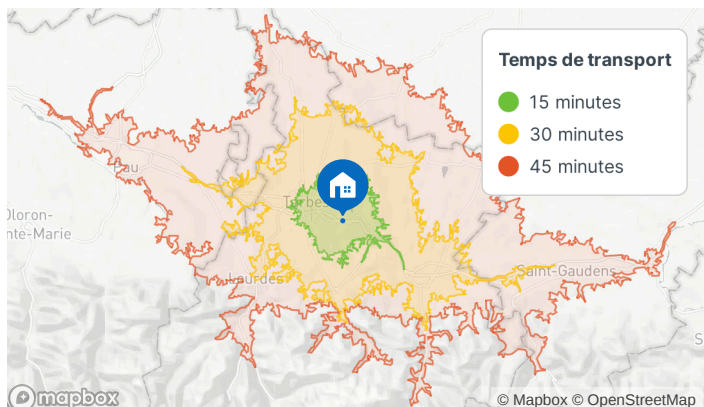 Temps de transport
15 minutes
30 minutes
45 minutes
Pau
Tarbes
Oloron-
nte-Marie
Lourdes
Saint-Gaudens
S
mapbox
© Mapbox © OpenStreetMap